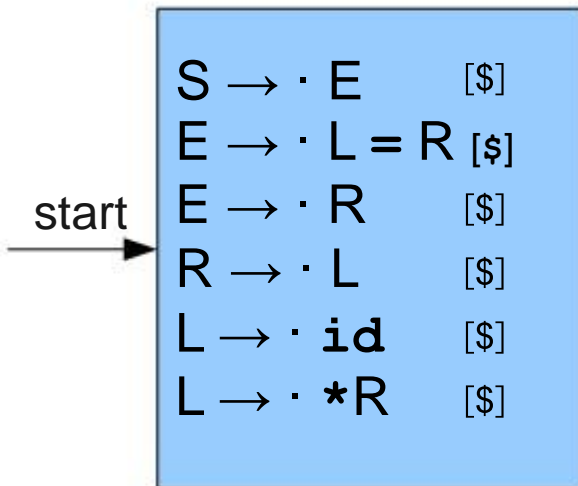 S → · E [$]
E → · L = R [$]
E → · R [$]
start
R → · L [$]
L → · id [$]
L → · *R [$]